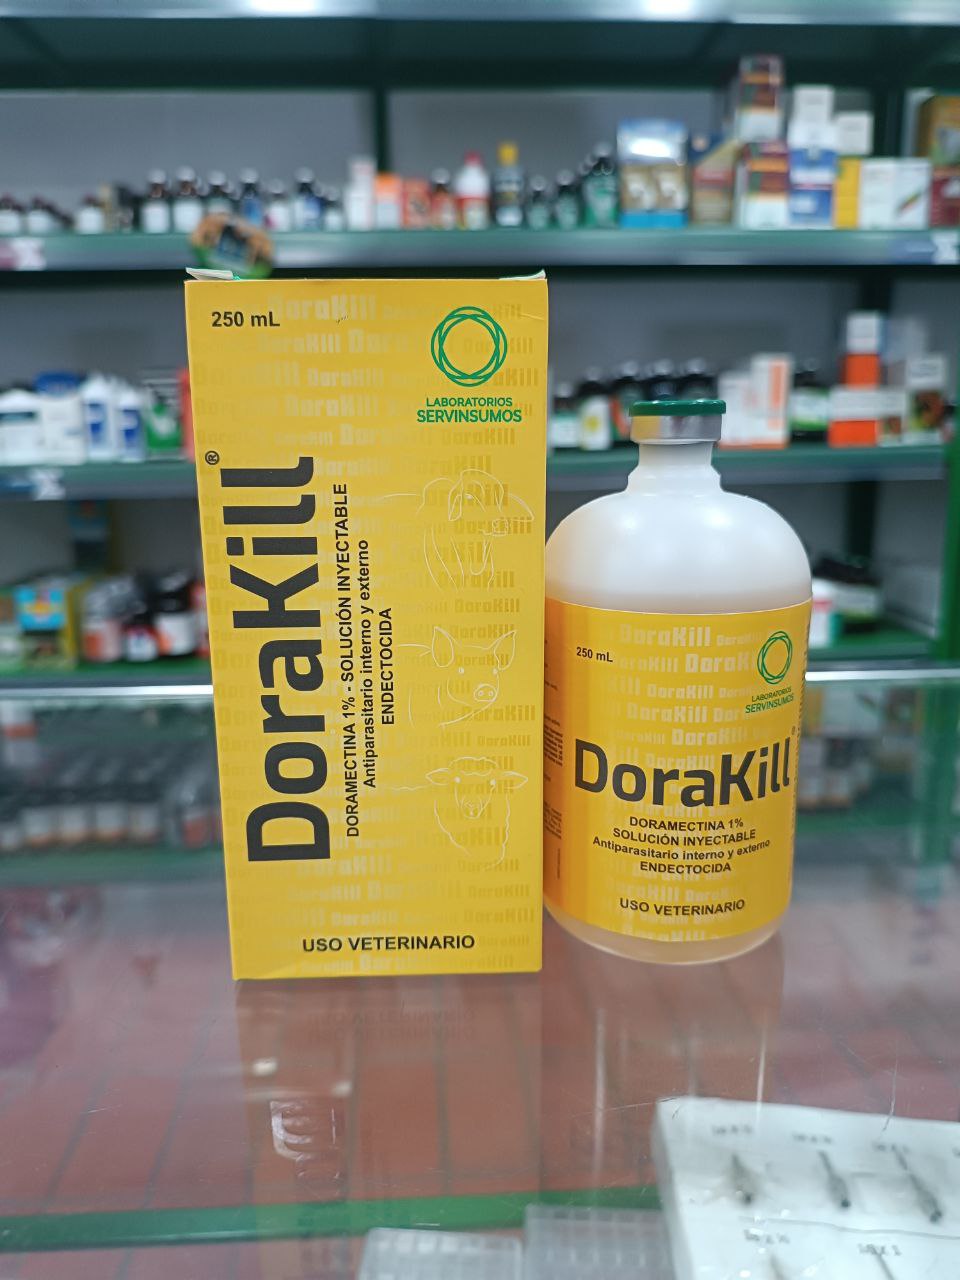 250 mL
LABORATORIOS
SERVINSUMOS
DoraKill®
DORAMECTINA 1% - SOLUCIÓN INYECTABLE
Antiparasitario interno y externo
ENDECTOCIDA
USO VETERINARIO
250 mL
LABORATORIOS
SERVINSUMOS
DoraKill®
DORAMECTINA 1%
SOLUCIÓN INYECTABLE
Antiparasitario interno y externo
ENDECTOCIDA
USO VETERINARIO